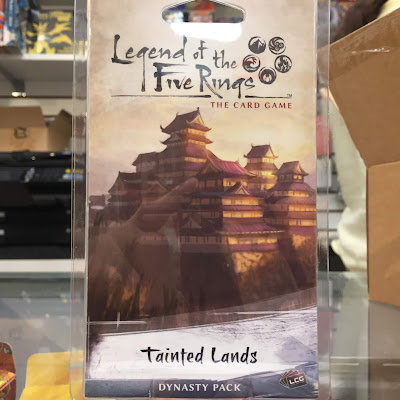 Legend of the
Five Rings
THE CARD GAME
Tainted Lands
DYNASTY PACK
LCG